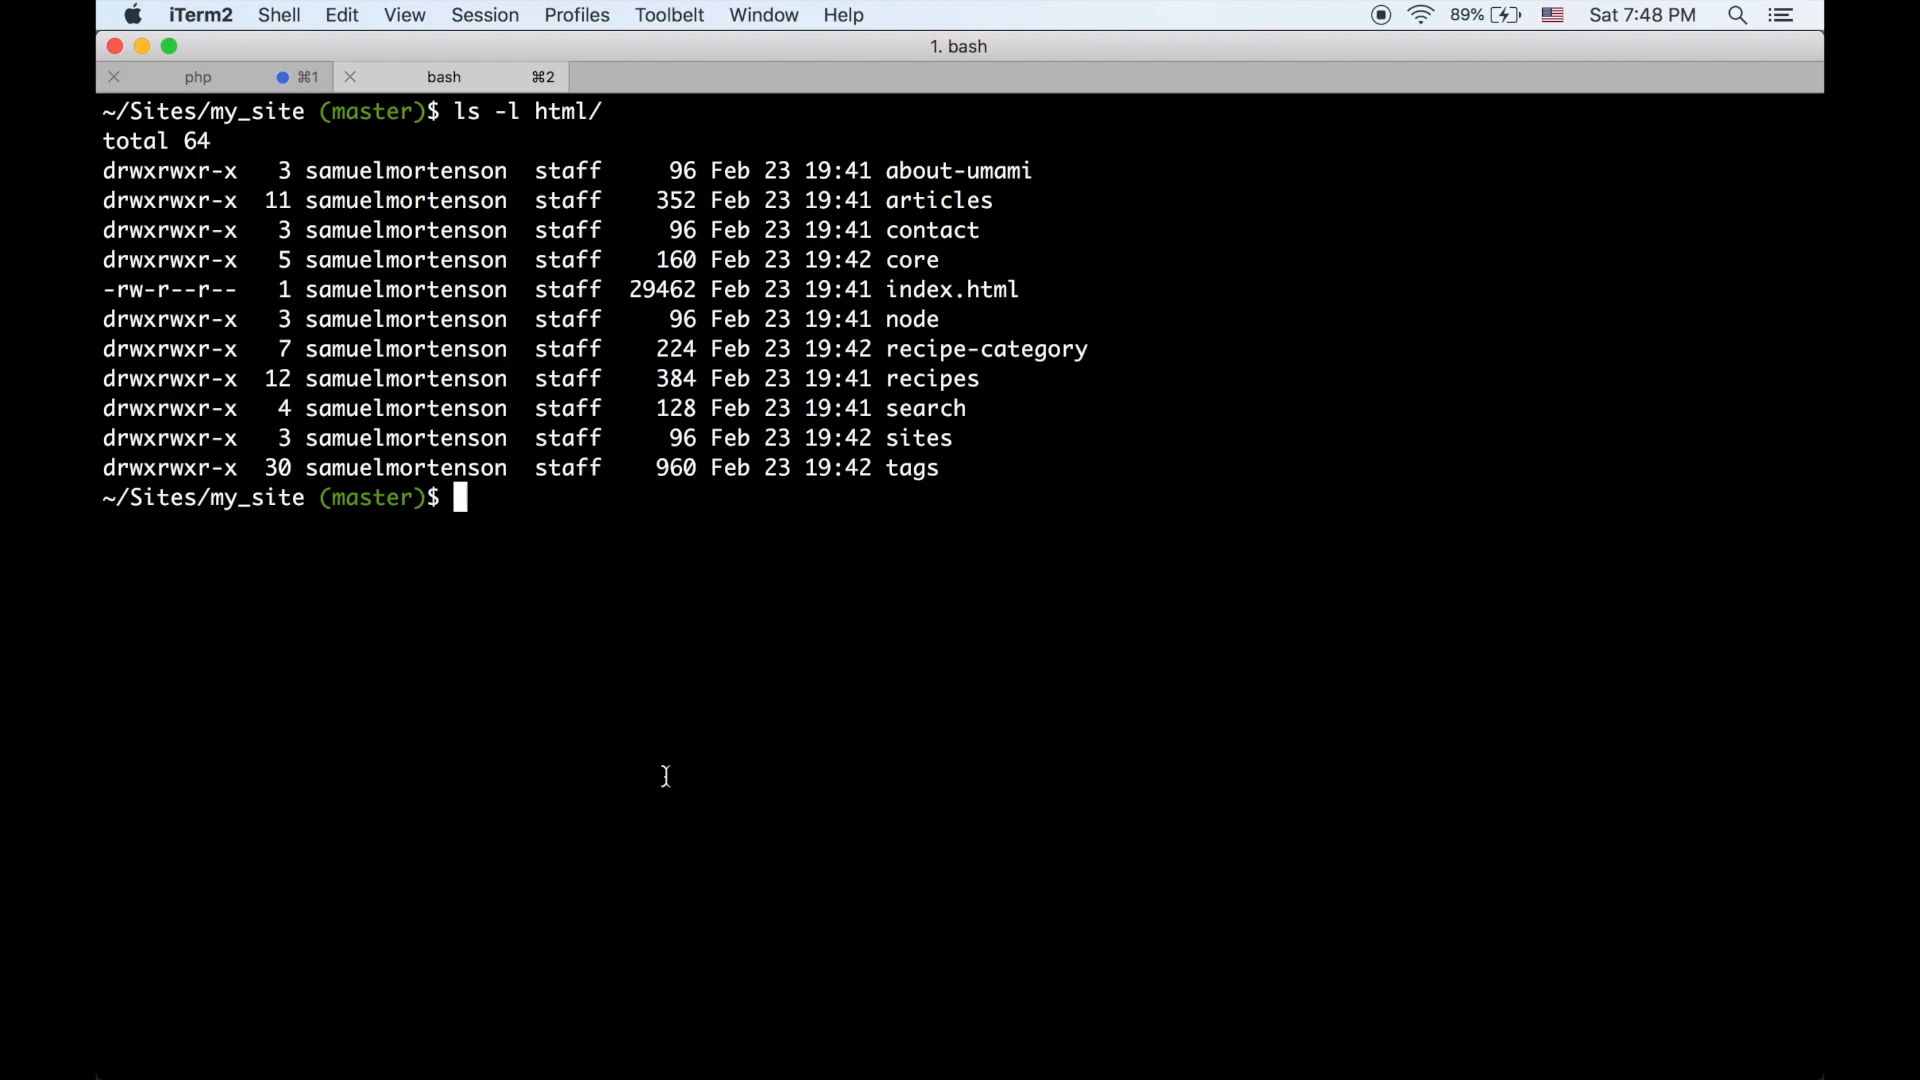 iTerm2 Shell Edit View Session Profiles Toolbelt Window Help 89% Sat 7:48 PM
1. bash
php ⌘1 bash ⌘2
~/Sites/my_site (master)$ ls -l html/
total 64
drwxrwxr-x   3 samuelmortenson  staff     96 Feb 23 19:41 about-umami
drwxrwxr-x  11 samuelmortenson  staff    352 Feb 23 19:41 articles
drwxrwxr-x   3 samuelmortenson  staff     96 Feb 23 19:41 contact
drwxrwxr-x   5 samuelmortenson  staff    160 Feb 23 19:42 core
-rw-r--r--   1 samuelmortenson  staff  29462 Feb 23 19:41 index.html
drwxrwxr-x   3 samuelmortenson  staff     96 Feb 23 19:41 node
drwxrwxr-x   7 samuelmortenson  staff    224 Feb 23 19:42 recipe-category
drwxrwxr-x  12 samuelmortenson  staff    384 Feb 23 19:41 recipes
drwxrwxr-x   4 samuelmortenson  staff    128 Feb 23 19:41 search
drwxrwxr-x   3 samuelmortenson  staff     96 Feb 23 19:42 sites
drwxrwxr-x  30 samuelmortenson  staff    960 Feb 23 19:42 tags
~/Sites/my_site (master)$